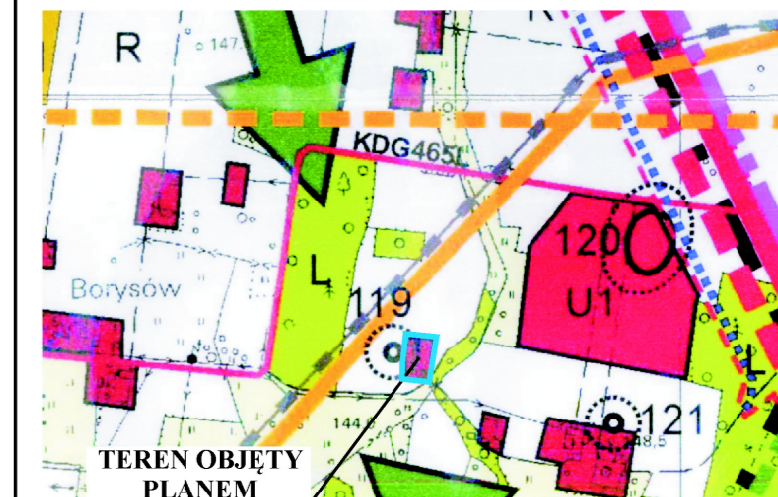 R
147.
KDG465L
120
L
U1
Borysów
119
L
144
121
148,5
TEREN OBJĘTY
PLANEM